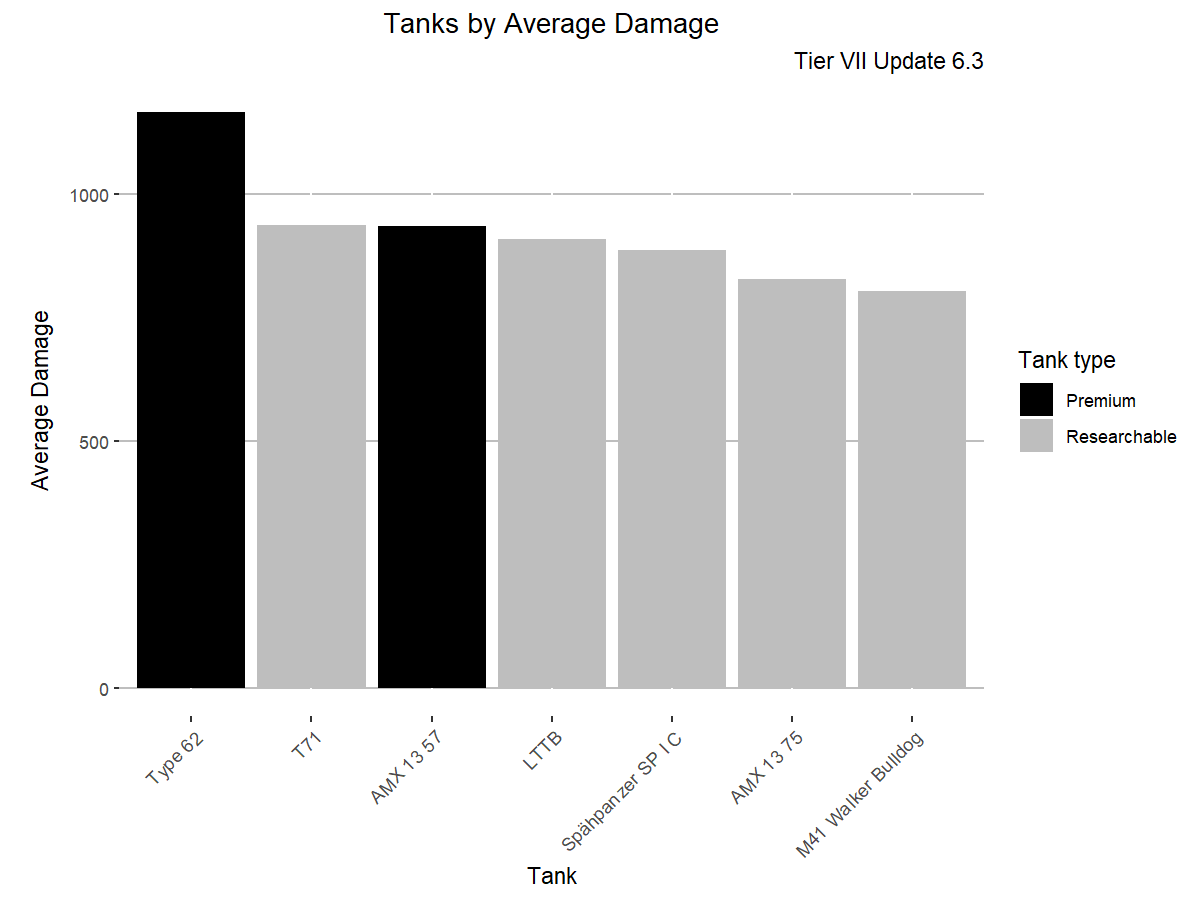 Tanks by Average Damage
Tier VII Update 6.3
Average Damage
1000
500
0
Type 62
T71
AMX 13 57
LTTB
Spähpanzer SP I C
AMX 13 75
M41 Walker Bulldog
Tank
Tank type
Premium
Researchable